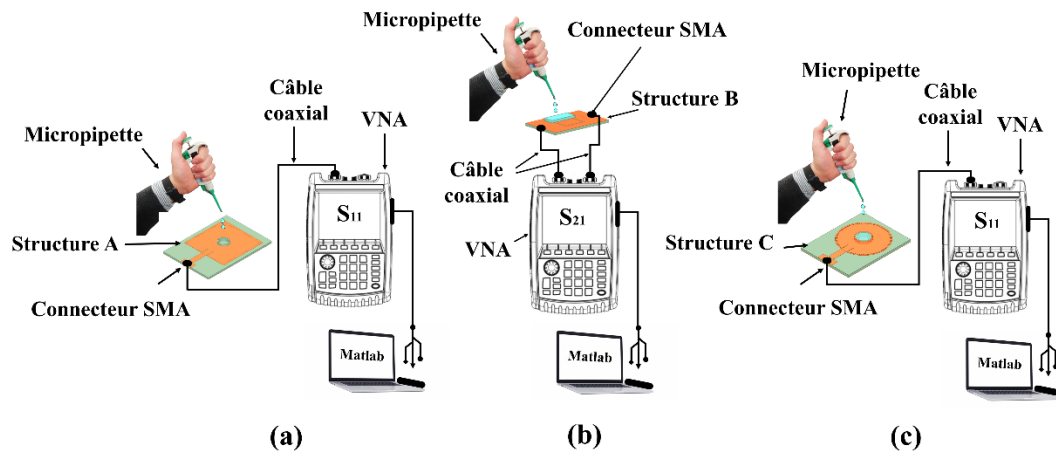 Micropipette
Câble
coaxial
VNA
S11
Structure A
Connecteur SMA
Matlab
(a)
Micropipette
Connecteur SMA
Structure B
Câble
coaxial
S21
VNA
Matlab
(b)
Micropipette
Câble
coaxial
VNA
S11
Structure C
Connecteur SMA
Matlab
(c)